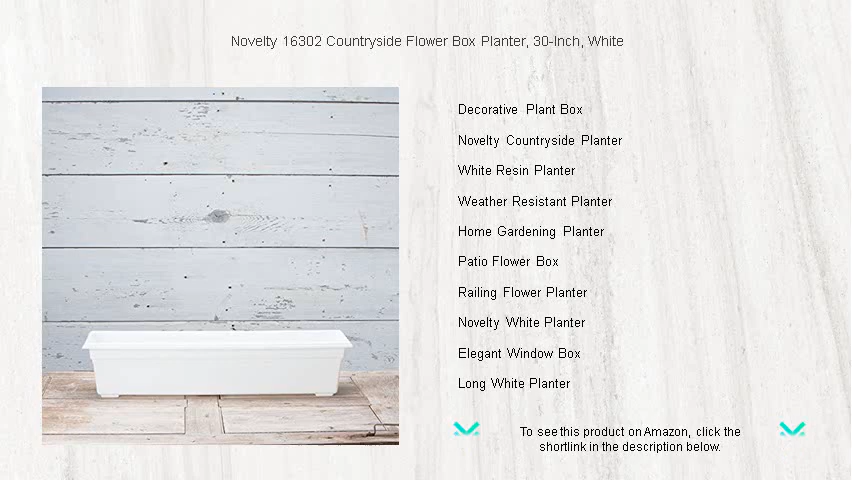 Novelty 16302 Countryside Flower Box Planter, 30-Inch, White
Decorative Plant Box
Novelty Countryside Planter
White Resin Planter
Weather Resistant Planter
Home Gardening Planter
Patio Flower Box
Railing Flower Planter
Novelty White Planter
Elegant Window Box
Long White Planter
To see this product on Amazon, click the
shortlink in the description below.